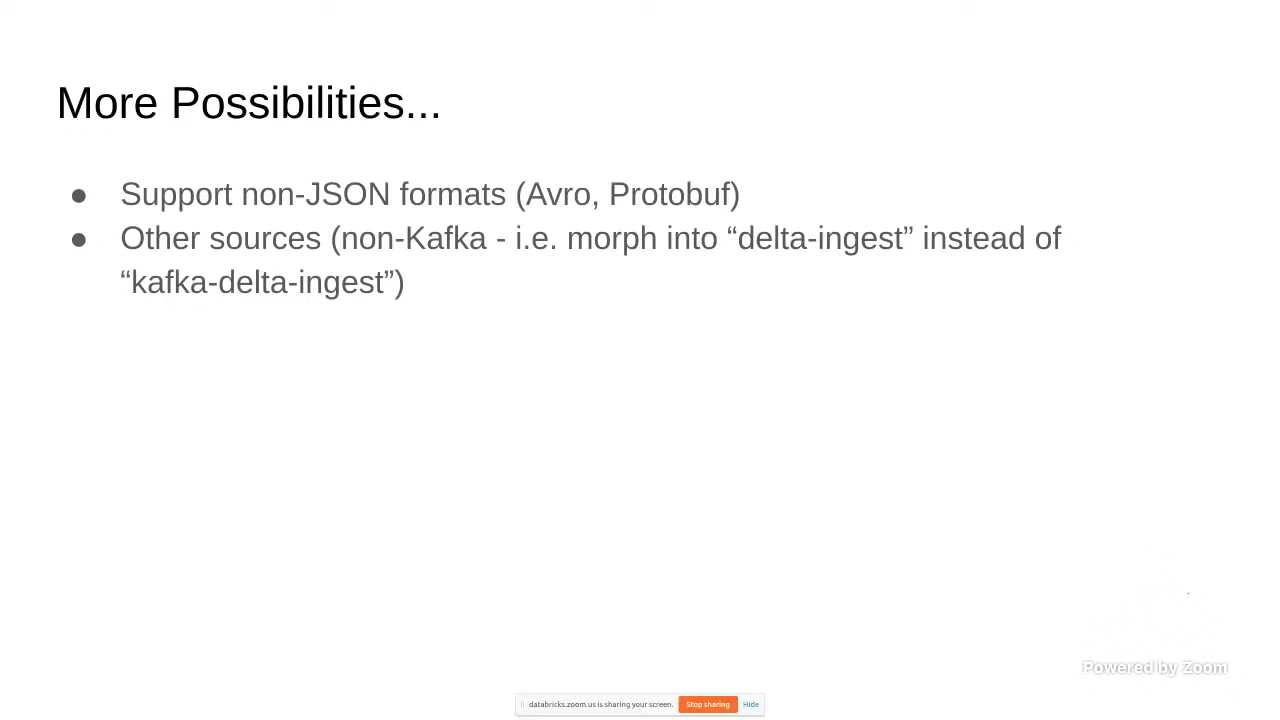 More Possibilities...
● Support non-JSON formats (Avro, Protobuf)
● Other sources (non-Kafka - i.e. morph into “delta-ingest” instead of
“kafka-delta-ingest”)
Powered by Zoom
databricks.zoom.us is sharing your screen. Stop sharing Hide